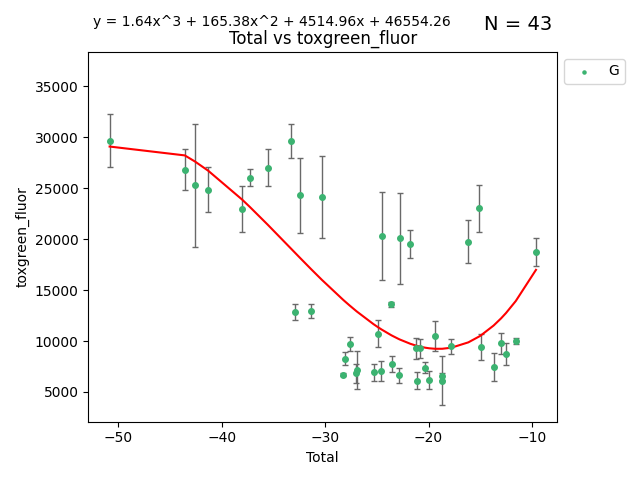 y = 1.64x^3 + 165.38x^2 + 4514.96x + 46554.26
N = 43
Total vs toxgreen_fluor
G
35000
30000
25000
20000
15000
10000
5000
toxgreen_fluor
−50
−40
−30
−20
−10
Total